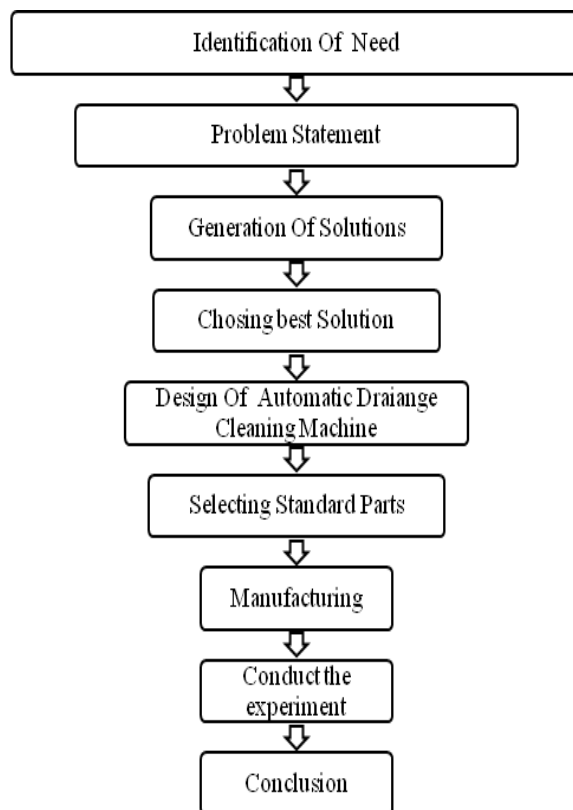 Identification Of Need
Problem Statement
Generation Of Solutions
Chosing best Solution
Design Of Automatic Draiange
Cleaning Machine
Selecting Standard Parts
Manufacturing
Conduct the
experiment
Conclusion